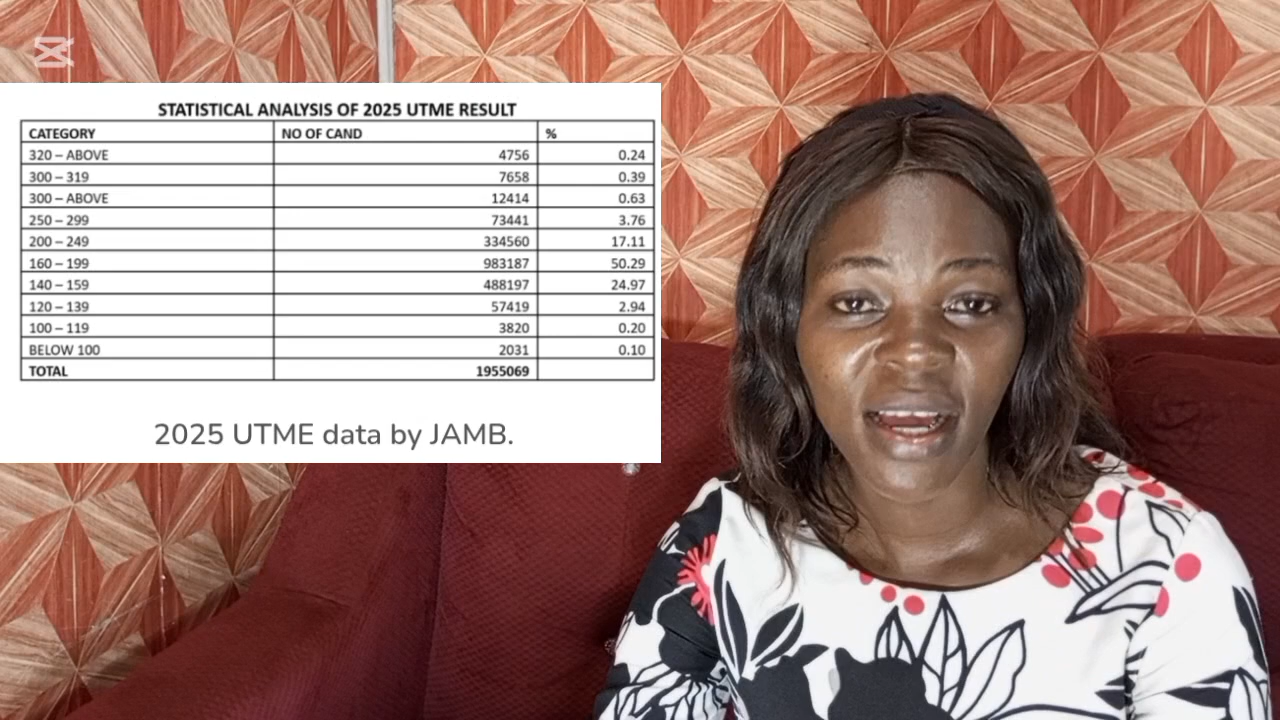 STATISTICAL ANALYSIS OF 2025 UTME RESULT
CATEGORY NO OF CAND %
320 – ABOVE 4756 0.24
300 – 319 7658 0.39
300 – ABOVE 12414 0.63
250 – 299 73441 3.76
200 – 249 334560 17.11
160 – 199 983187 50.29
140 – 159 488197 24.97
120 – 139 57419 2.94
100 – 119 3820 0.20
BELOW 100 2031 0.10
TOTAL 1955069
2025 UTME data by JAMB.